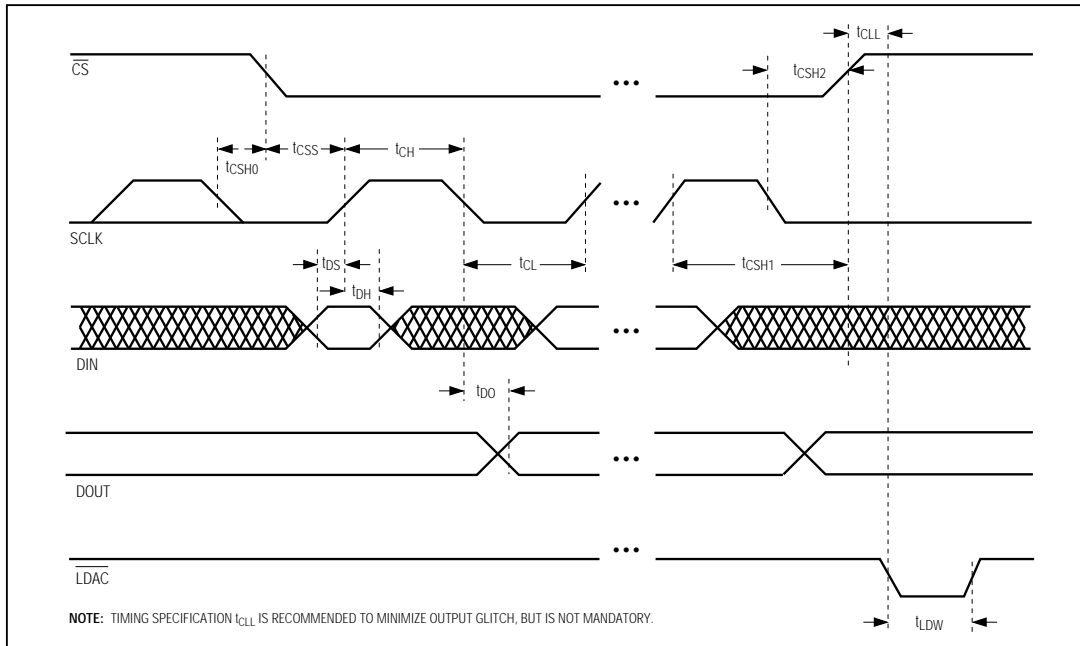 tCLL
CS
tCSH2
tCSS
tCH
tCSH0
SCLK
tDS
tCL
tCSH1
tDH
DIN
tDO
DOUT
LDAC
NOTE: TIMING SPECIFICATION tCLL IS RECOMMENDED TO MINIMIZE OUTPUT GLITCH, BUT IS NOT MANDATORY.
tLDW